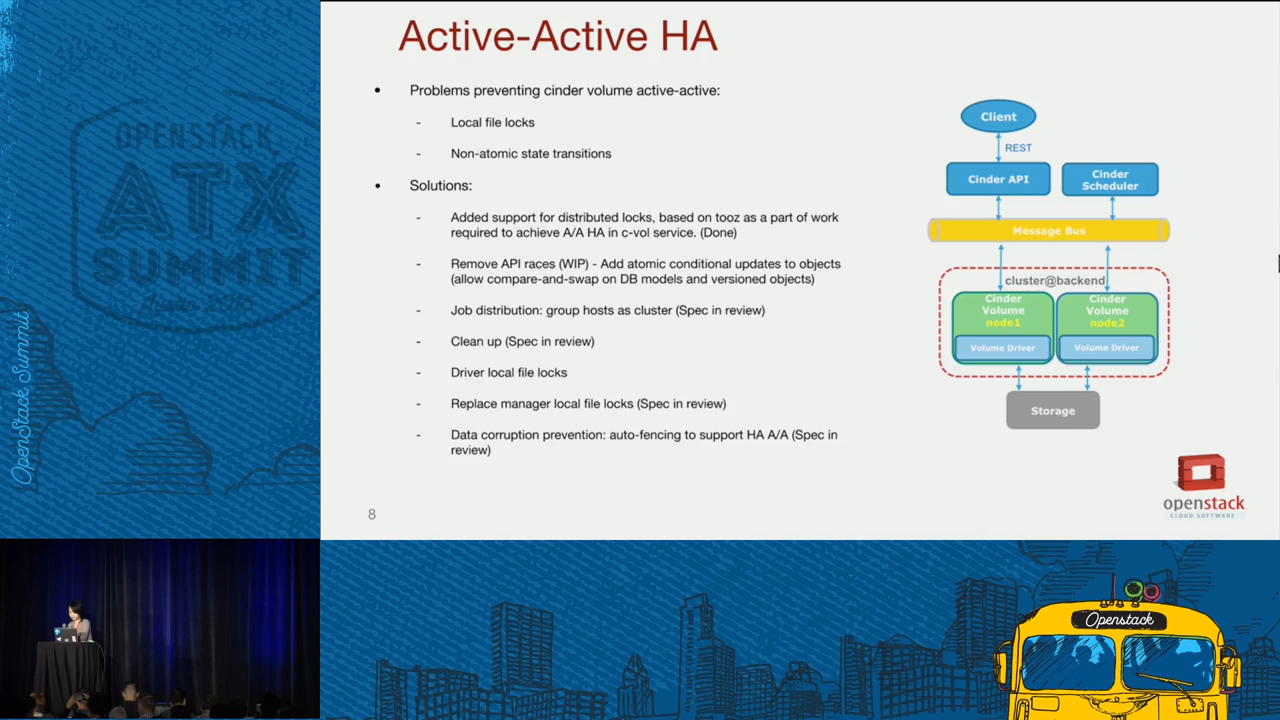 OPENSTACK
ATX
SUMMIT
OpenStack Summit
Active-Active HA
• Problems preventing cinder volume active-active:
- Local file locks
- Non-atomic state transitions
• Solutions:
- Added support for distributed locks, based on tooz as a part of work
required to achieve A/A HA in c-vol service. (Done)
- Remove API races (WIP) - Add atomic conditional updates to objects
(allow compare-and-swap on DB models and versioned objects)
- Job distribution: group hosts as cluster (Spec in review)
- Clean up (Spec in review)
- Driver local file locks
- Replace manager local file locks (Spec in review)
- Data corruption prevention: auto-fencing to support HA A/A (Spec in
review)
8
Client
REST
Cinder API
Cinder
Scheduler
Message Bus
cluster@backend
Cinder
Volume
node1
Volume Driver
Cinder
Volume
node2
Volume Driver
Storage
openstack
CLOUD SOFTWARE
Openstack